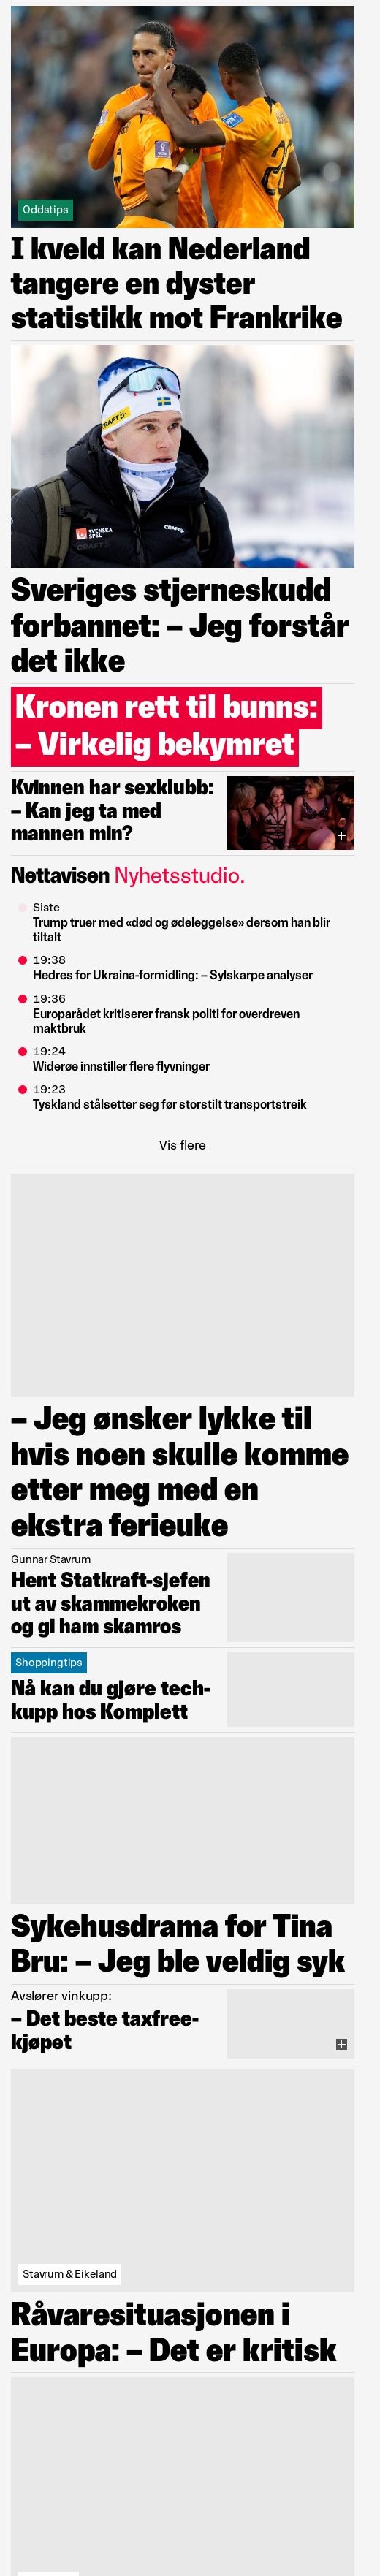 Oddstips
I kveld kan Nederland
tangere en dyster
statistikk mot Frankrike
CRAFT
SVENSKA
SPEL
CRAFT
CRAFT
Sveriges stjerneskudd
forbannet: – Jeg forstår
det ikke
Kronen rett til bunns:
– Virkelig bekymret
Kvinnen har sexklubb:
– Kan jeg ta med
mannen min?
Nettavisen Nyhetsstudio.
Siste
Trump truer med «død og ødeleggelse» dersom han blir
tiltalt
19:38
Hedres for Ukraina-formidling: – Sylskarpe analyser
19:36
Europarådet kritiserer fransk politi for overdreven
maktbruk
19:24
Widerøe innstiller flere flyvninger
19:23
Tyskland stålsetter seg før storstilt transportstreik
Vis flere
– Jeg ønsker lykke til
hvis noen skulle komme
etter meg med en
ekstra ferieuke
Gunnar Stavrum
Hent Statkraft-sjefen
ut av skammekroken
og gi ham skamros
Shoppingtips
Nå kan du gjøre tech-
kupp hos Komplett
Sykehusdrama for Tina
Bru: – Jeg ble veldig syk
Avslører vinkupp:
– Det beste taxfree-
kjøpet
Stavrum & Eikeland
Råvaresituasjonen i
Europa: – Det er kritisk